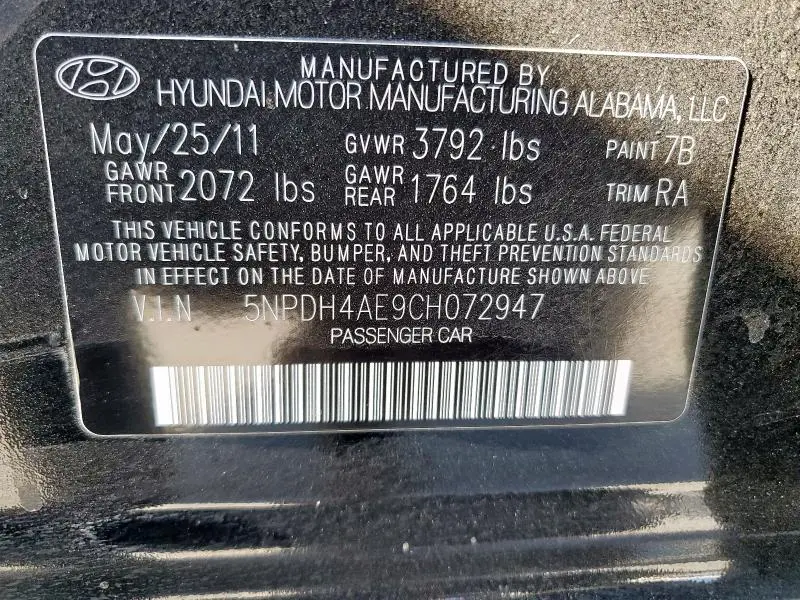 MANUFACTURED BY
HYUNDAI MOTOR MANUFACTURING ALABAMA, LLC
May/25/11 GVWR 3792 lbs PAINT 7B
GAWR FRONT 2072 lbs GAWR REAR 1764 lbs TRIM RA
THIS VEHICLE CONFORMS TO ALL APPLICABLE U.S.A. FEDERAL
MOTOR VEHICLE SAFETY, BUMPER, AND THEFT PREVENTION STANDARDS
IN EFFECT ON THE DATE OF MANUFACTURE SHOWN ABOVE
V.I.N 5NPDH4AE9CH072947
PASSENGER CAR